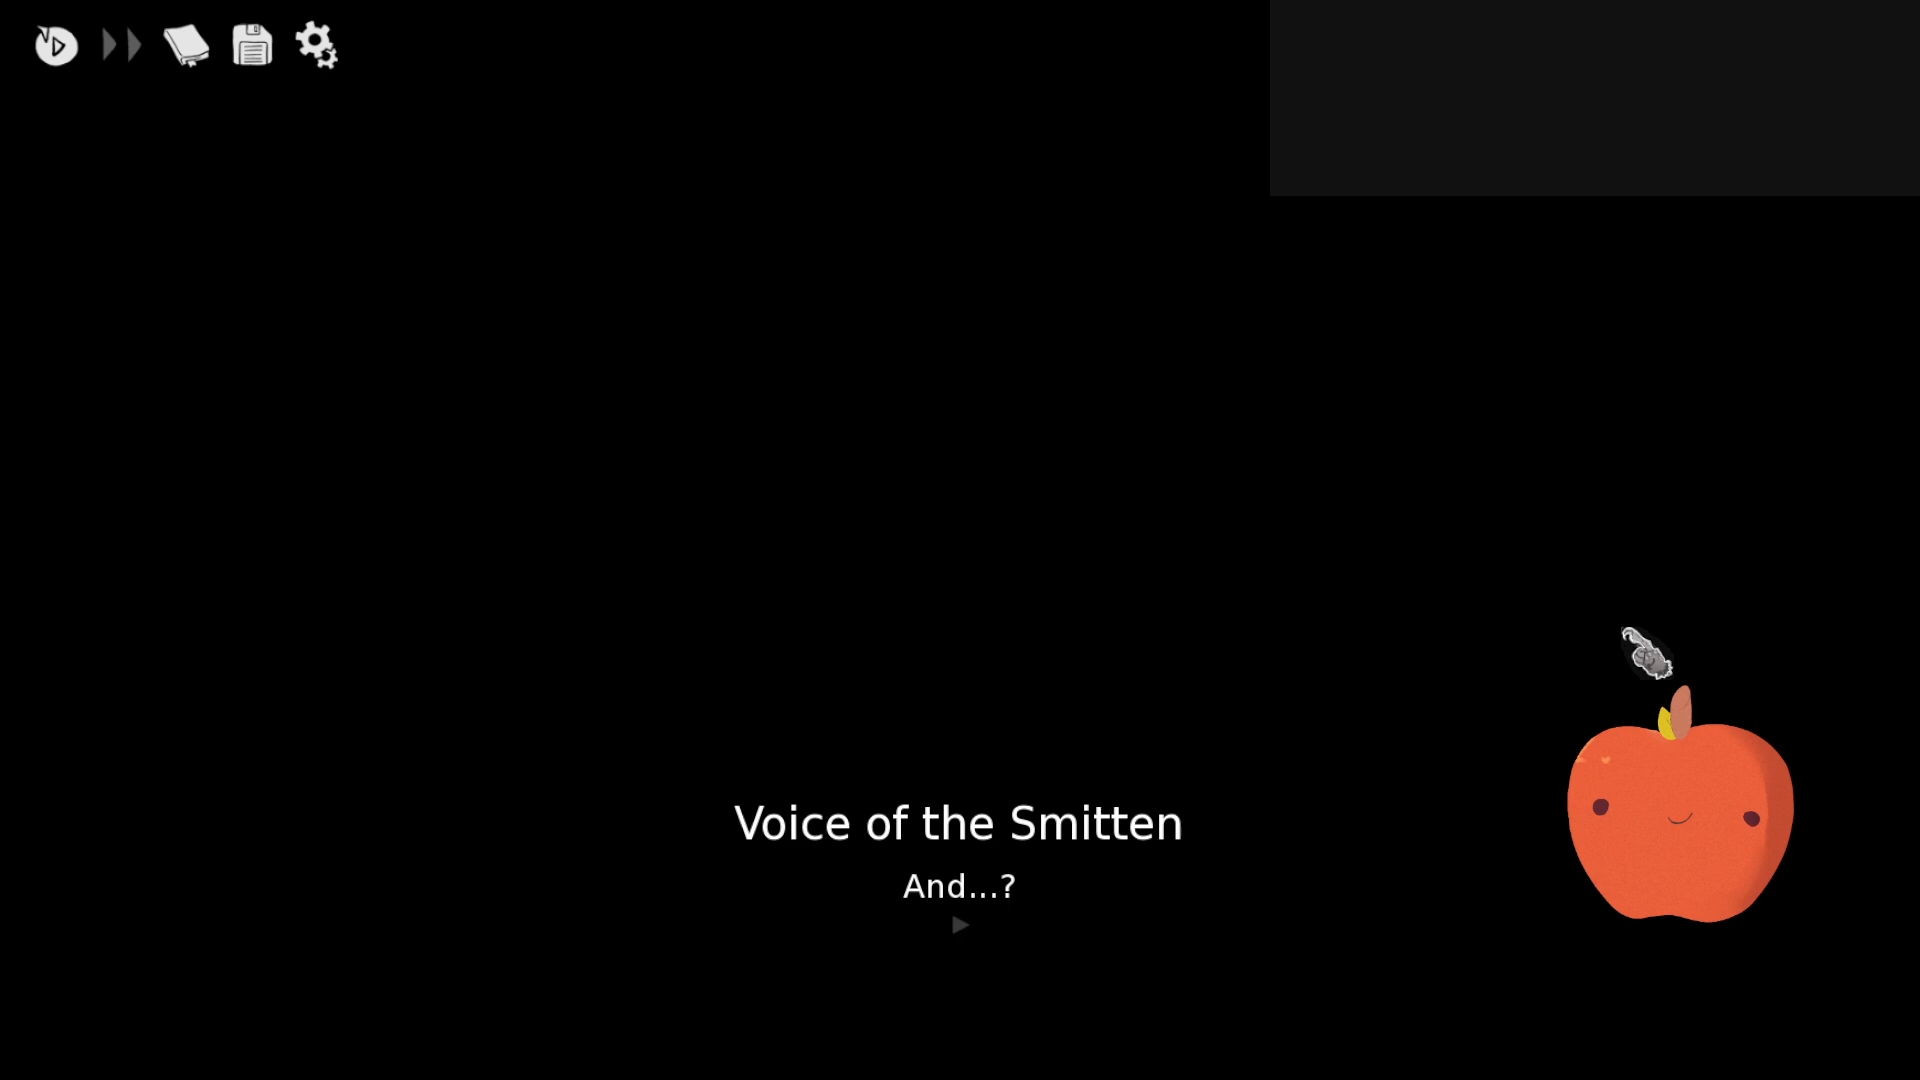 Voice of the Smitten
And...?